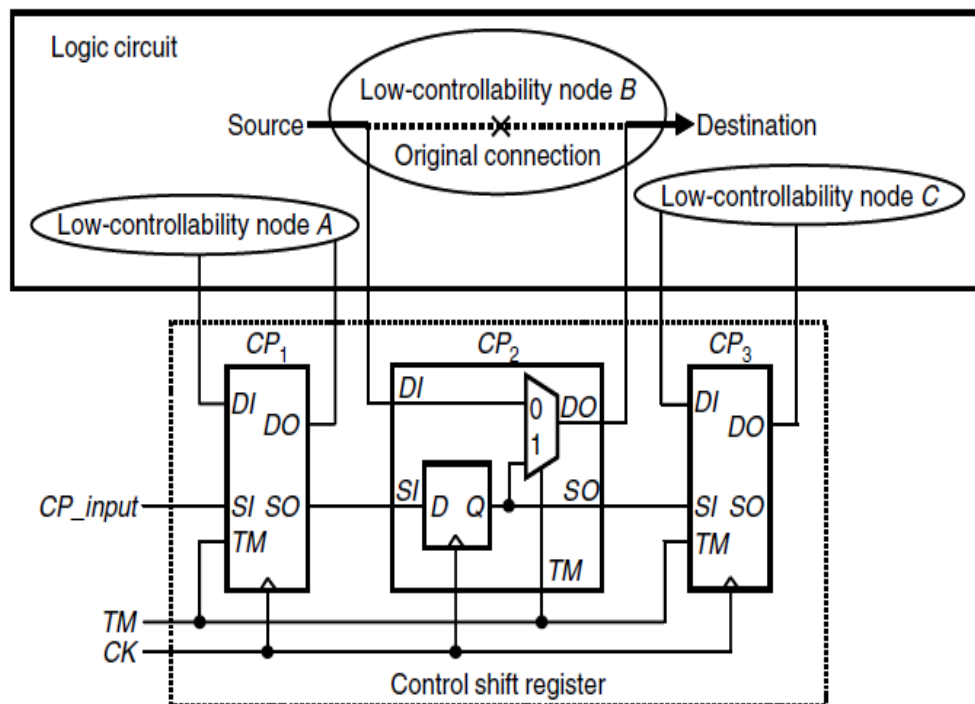 Logic circuit
Low-controllability node B
Source
Destination
Original connection
Low-controllability node A
Low-controllability node C
CP1
CP2
CP3
DI
DO
SI SO
TM
DI
0
1
DO
SI
D Q
SO
TM
DI
DO
SI SO
TM
CP_input
TM
CK
Control shift register